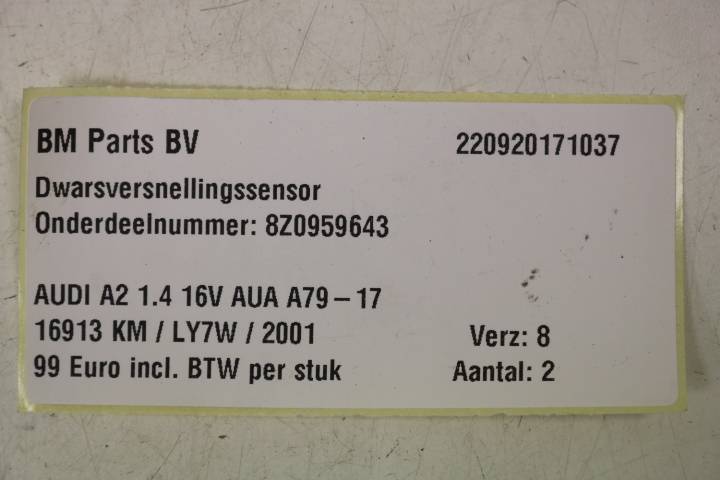 BM Parts BV 220920171037
Dwarsversnellingssensor
Onderdeelnummer: 8Z0959643
AUDI A2 1.4 16V AUA A79 – 17
16913 KM / LY7W / 2001 Verz: 8
99 Euro incl. BTW per stuk Aantal: 2